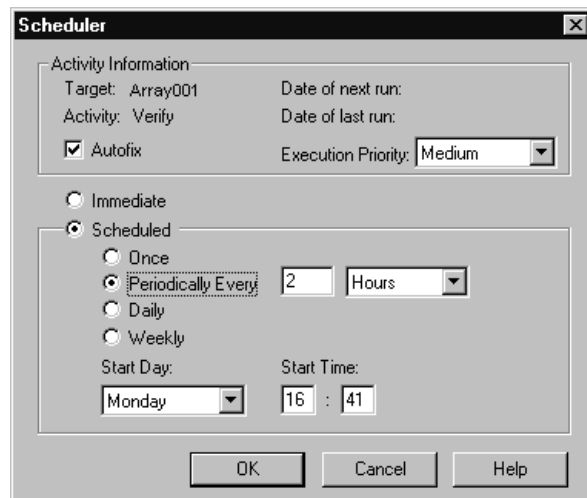 Scheduler
Activity Information
Target: Array001 Date of next run:
Activity: Verify Date of last run:
Autofix Execution Priority: Medium
Immediate
Scheduled
Once
Periodically Every 2 Hours
Daily
Weekly
Start Day: Start Time:
Monday 16 : 41
OK Cancel Help